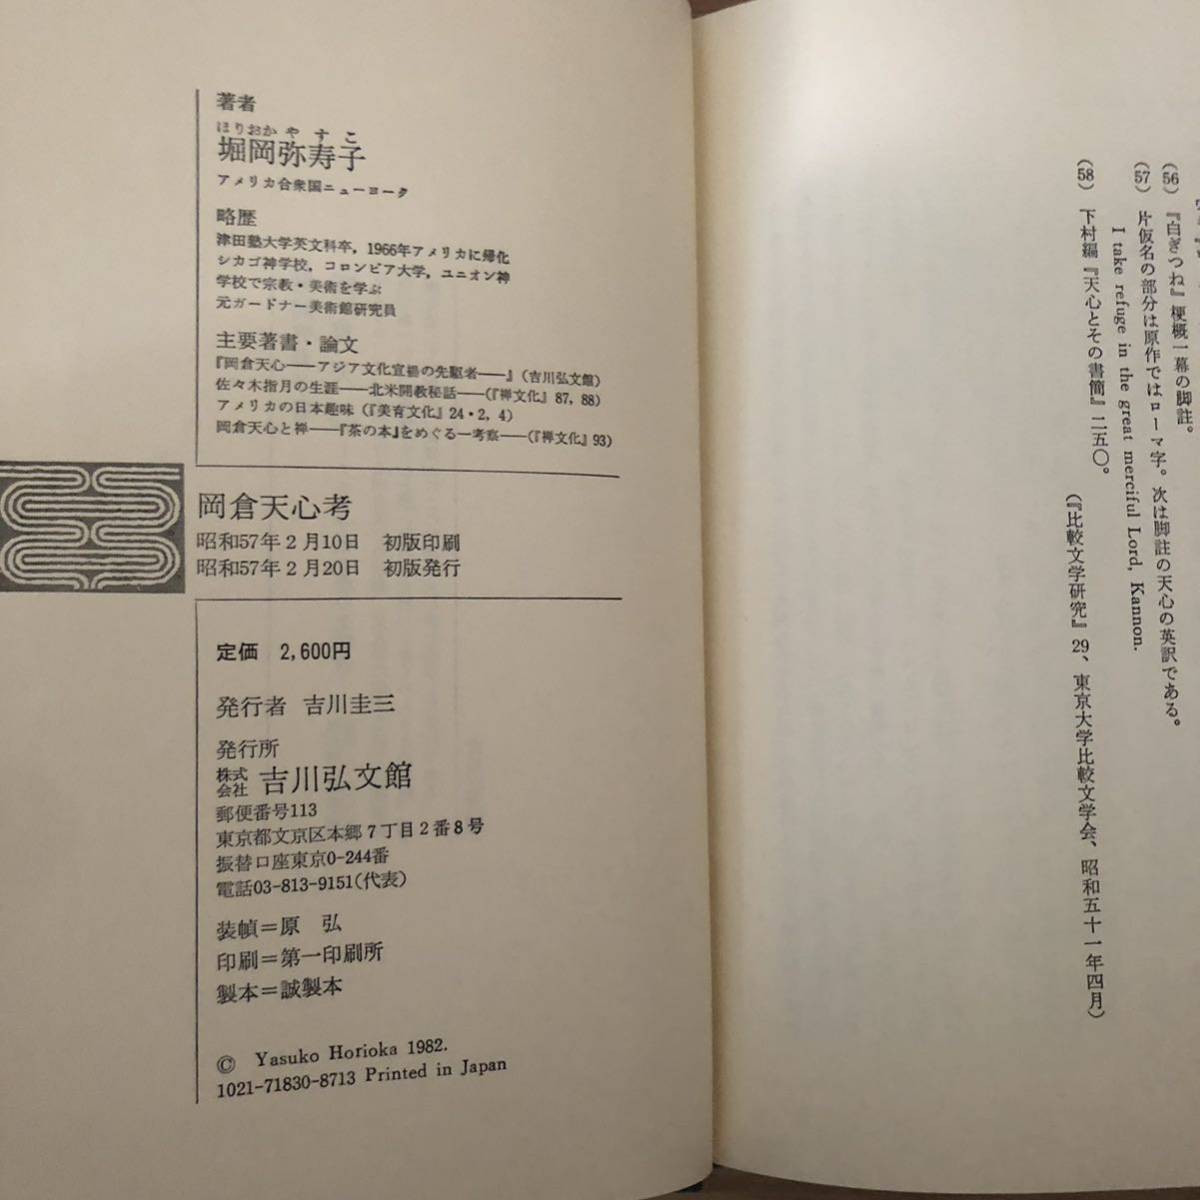 著者
ほりおかやすこ
堀岡弥寿子
アメリカ合衆国ニューヨーク
略歴
津田塾大学英文科卒，1966年アメリカに帰化
シカゴ神学校，コロンビア大学，ユニオン神
学校で宗教・美術を学ぶ
元ガードナー美術館研究員
主要著書・論文
『岡倉天心――アジア文化宣揚の先駆者――』（吉川弘文館）
佐々木指月の生涯――北米開教秘話――（『禅文化』87，88）
アメリカの日本趣味（『美育文化』24・2，4）
岡倉天心と禅――『茶の本』をめぐる一考察――（『禅文化』93）
岡倉天心考
昭和57年2月10日　初版印刷
昭和57年2月20日　初版発行
定価　2,600円
発行者　吉川圭三
発行所
株式会社 吉川弘文館
郵便番号113
東京都文京区本郷7丁目2番8号
振替口座東京0-244番
電話03-813-9151（代表）
装幀＝原　弘
印刷＝第一印刷所
製本＝誠製本
© Yasuko Horioka 1982.
1021-71830-8713 Printed in Japan
（56）『白ぎつね』梗概一幕の脚註。
（57）片仮名の部分は原作ではローマ字。次は脚註の天心の英訳である。
I take refuge in the great merciful Lord, Kannon.
（58）下村編『天心とその書簡』二五〇。
（『比較文学研究』29、東京大学比較文学会、昭和五十一年四月）